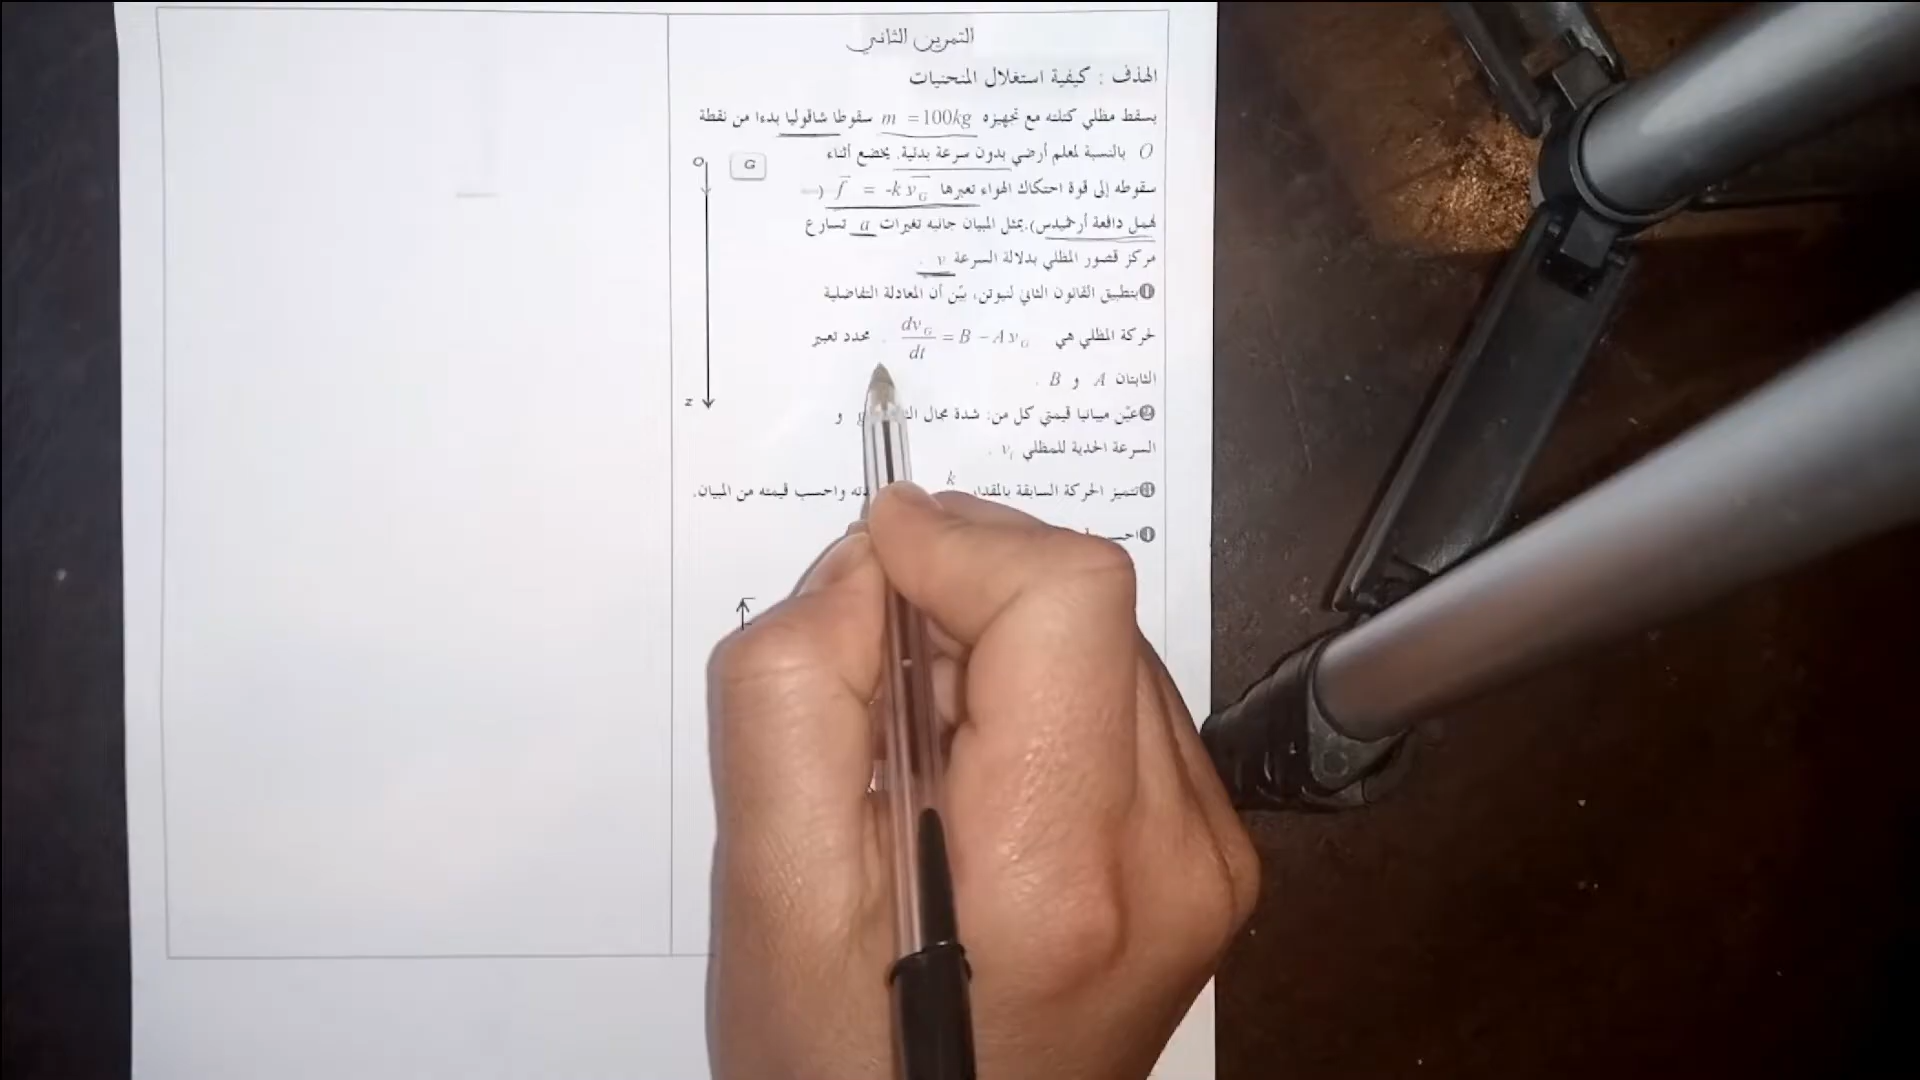 التمرين الثاني
الهدف : كيفية استغلال المنحنيات
يسقط مظلي كتلته مع تجهيزه m = 100kg سقوطا شاقوليا بدءا من نقطة
O بالنسبة لمعلم أرضي بدون سرعة بدئية. يخضع أثناء
سقوطه إلى قوة احتكاك الهواء تعبرها f = -k v_G (
تهمل دافعة أرخميدس).يمثل البيان جانبه تغيرات a تسارع
مركز قصور المظلي بدلالة السرعة v .
❶بتطبيق القانون الثاني لنيوتن، بيّن أن المعادلة التفاضلية
لحركة المظلي هي dv_G/dt = B - A v_G . محدد تعبير
الثابتان A و B .
❷عيّن مبيانيا قيمتي كل من: شدة مجال g و
السرعة الحدية للمظلي v_l .
❸تتميز الحركة السابقة بالمقدار k واحسب قيمته من البيان.
❹
O
G
z